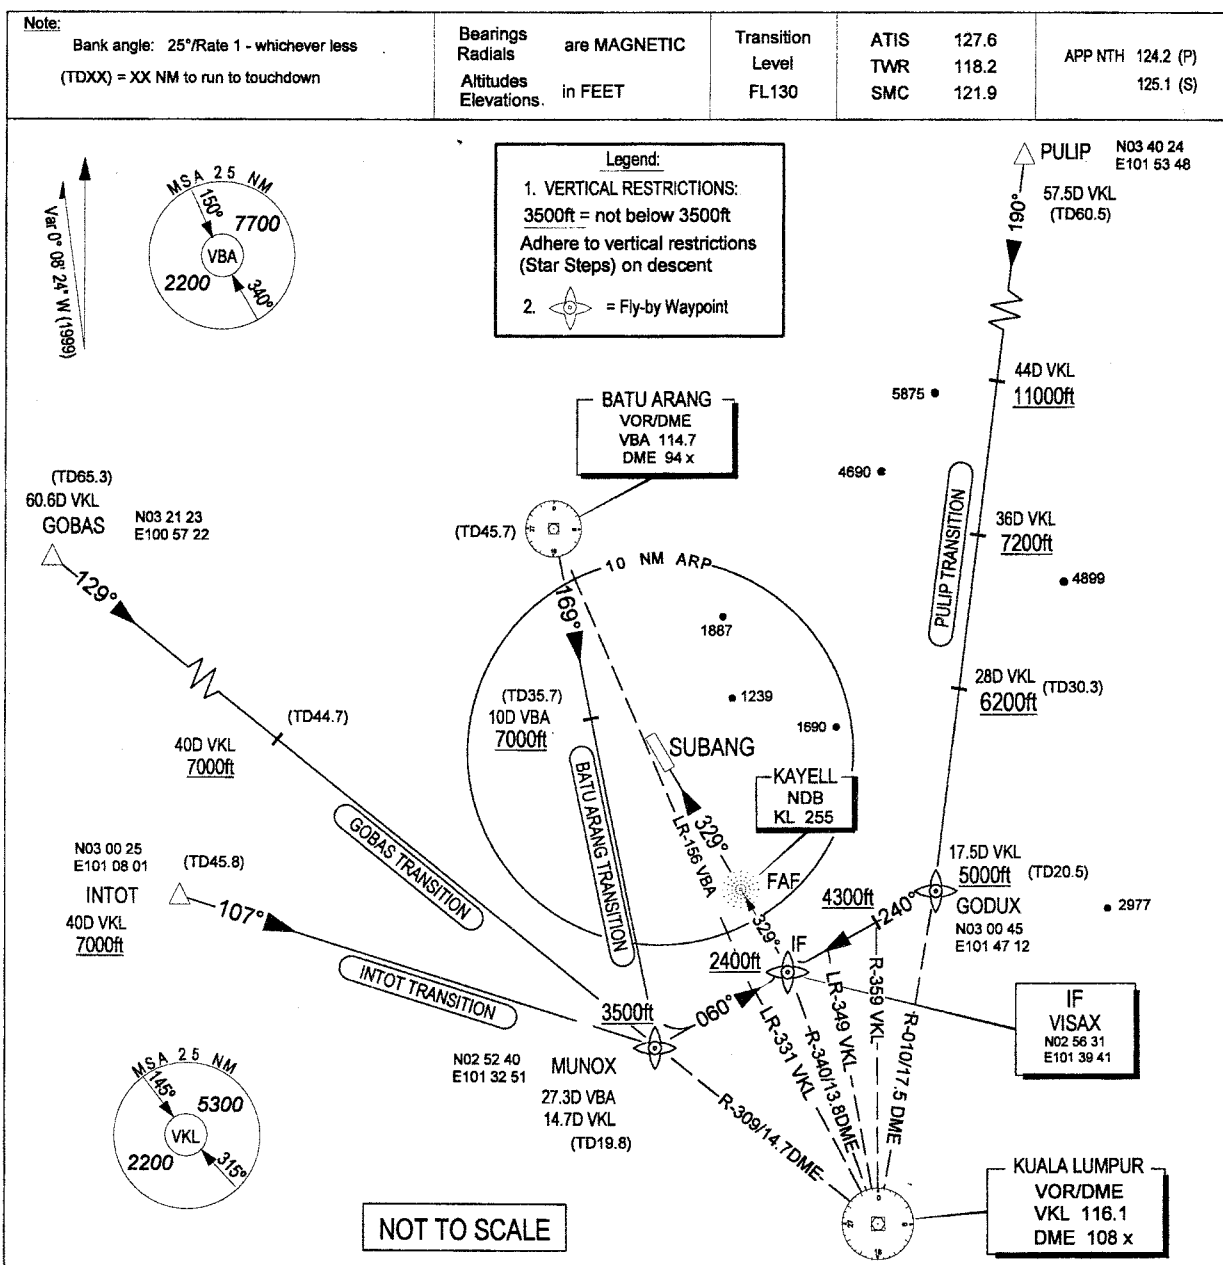 Note:
Bank angle: 25°/Rate 1 - whichever less
(TDXX) = XX NM to run to touchdown
Bearings
Radials
are MAGNETIC
Altitudes
Elevations.
in FEET
Transition
Level
FL130
ATIS 127.6
TWR 118.2
SMC 121.9
APP NTH 124.2 (P)
125.1 (S)
Var 0° 08' 24" W (1999)
MSA 25 NM
150°
7700
VBA
2200
340°
Legend:
1. VERTICAL RESTRICTIONS:
3500ft = not below 3500ft
Adhere to vertical restrictions
(Star Steps) on descent
2. = Fly-by Waypoint
PULIP
N03 40 24
E101 53 48
57.5D VKL
(TD60.5)
190°
44D VKL
11000ft
5875
4690
BATU ARANG
VOR/DME
VBA 114.7
DME 94 x
(TD65.3)
60.6D VKL
GOBAS
N03 21 23
E100 57 22
129°
(TD45.7)
10 NM ARP
36D VKL
7200ft
PULIP TRANSITION
4899
169°
1887
1239
1690
28D VKL
6200ft
(TD30.3)
(TD44.7)
40D VKL
7000ft
(TD35.7)
10D VBA
7000ft
SUBANG
KAYELL
NDB
KL 255
329°
LR-156 VBA
BATU ARANG TRANSITION
GOBAS TRANSITION
N03 00 25
E101 08 01
INTOT
40D VKL
7000ft
(TD45.8)
107°
INTOT TRANSITION
FAF
329°
17.5D VKL
5000ft
(TD20.5)
GODUX
N03 00 45
E101 47 12
2977
4300ft
240°
IF
2400ft
3500ft
060°
IF
VISAX
N02 56 31
E101 39 41
N02 52 40
E101 32 51
MUNOX
27.3D VBA
14.7D VKL
(TD19.8)
R-309/14.7DME
LR-331 VKL
R-340/13.8DME
LR-349 VKL
R-359 VKL
R-010/17.5 DME
MSA 25 NM
145°
5300
VKL
2200
315°
NOT TO SCALE
KUALA LUMPUR
VOR/DME
VKL 116.1
DME 108 x